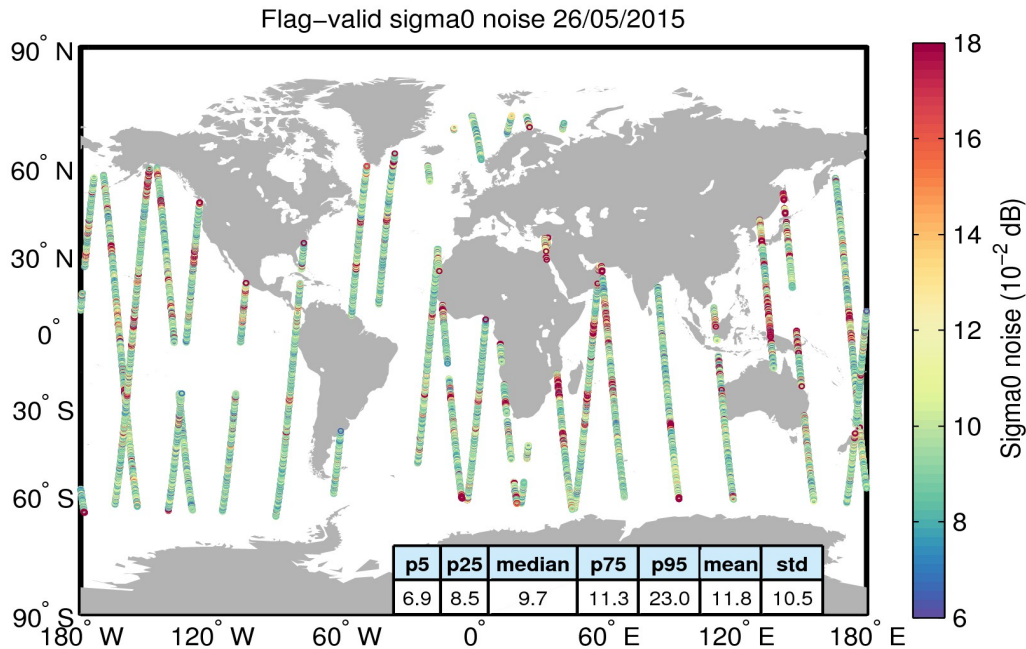 Flag−valid sigma0 noise 26/05/2015
90° N
60° N
30° N
0°
30° S
60° S
90° S
180° W
120° W
60° W
0°
60° E
120° E
180° E
p5 p25 median p75 p95 mean std
6.9 8.5 9.7 11.3 23.0 11.8 10.5
18
16
14
12
10
8
6
Sigma0 noise (10⁻² dB)